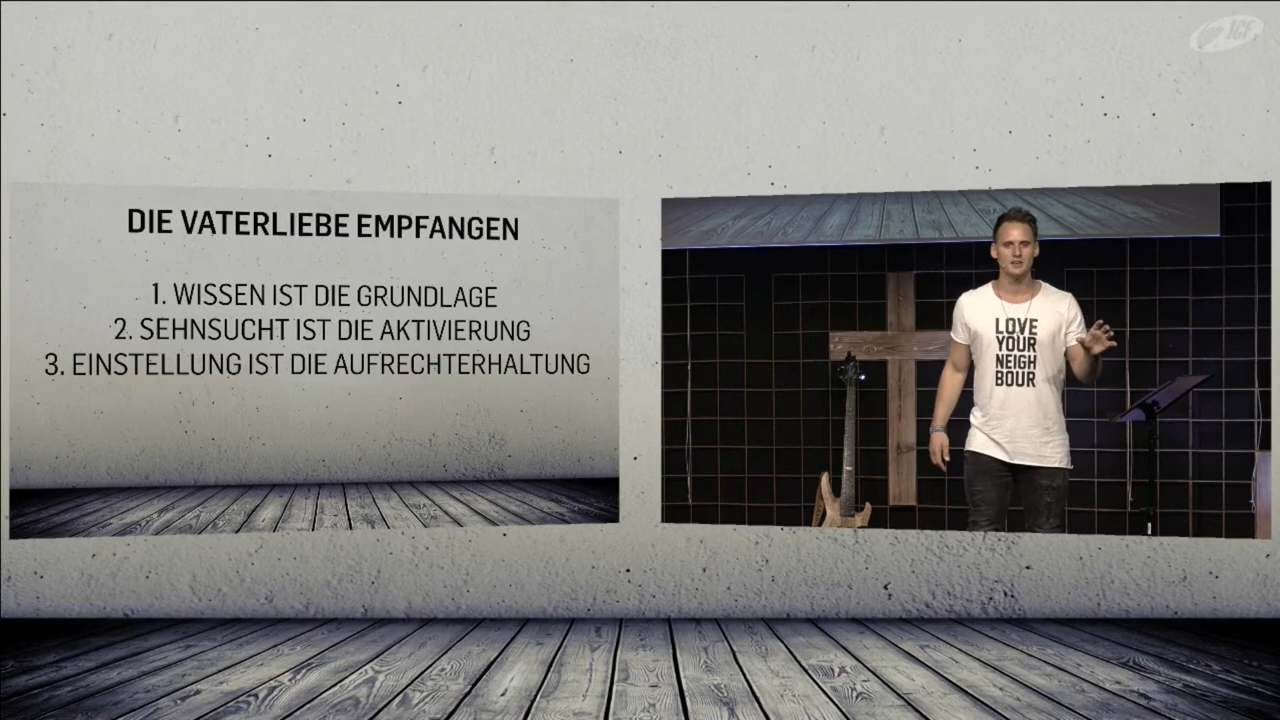 DIE VATERLIEBE EMPFANGEN
1. WISSEN IST DIE GRUNDLAGE
2. SEHNSUCHT IST DIE AKTIVIERUNG
3. EINSTELLUNG IST DIE AUFRECHTERHALTUNG
LOVE
YOUR
NEIGH
BOUR
ICF